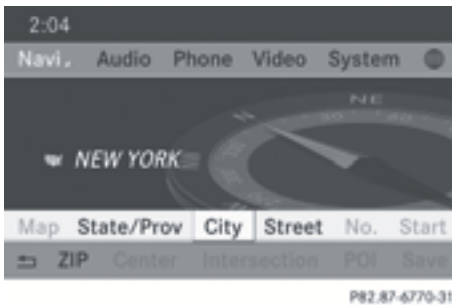 2:04
Navi. Audio Phone Video System
NE
N
NEW YORK
Map State/Prov City Street No. Start
ZIP Center Intersection POI Save
P82.87-6770-31